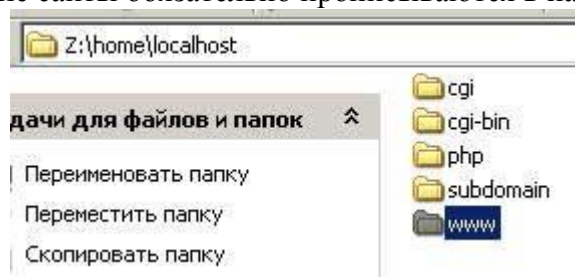 Z:\home\localhost
дачи для файлов и папок
Переименовать папку
Переместить папку
Скопировать папку
cgi
cgi-bin
php
subdomain
www